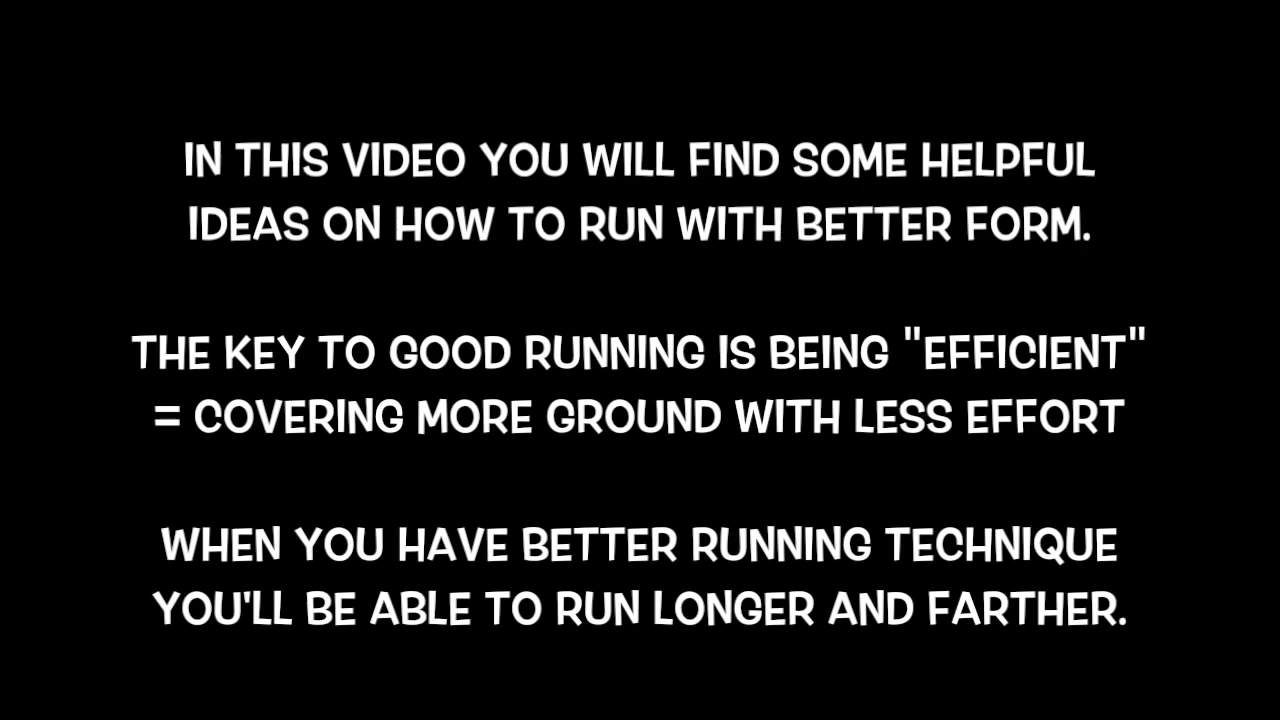 IN THIS VIDEO YOU WILL FIND SOME HELPFUL
IDEAS ON HOW TO RUN WITH BETTER FORM.
THE KEY TO GOOD RUNNING IS BEING "EFFICIENT"
= COVERING MORE GROUND WITH LESS EFFORT
WHEN YOU HAVE BETTER RUNNING TECHNIQUE
YOU'LL BE ABLE TO RUN LONGER AND FARTHER.